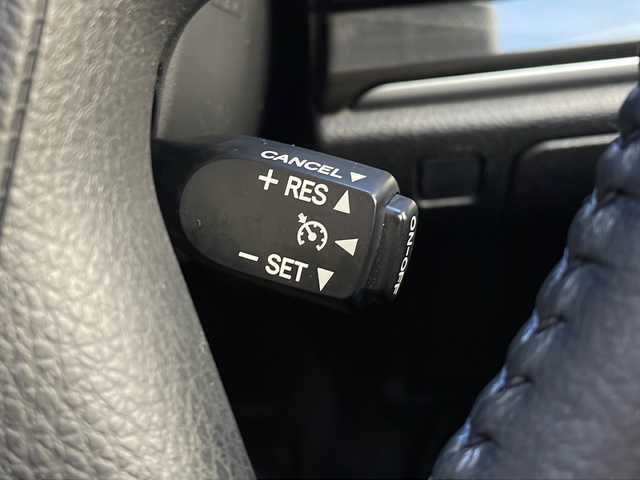 CANCEL ▼
+ RES ▲
- SET ▼
ON-OFF